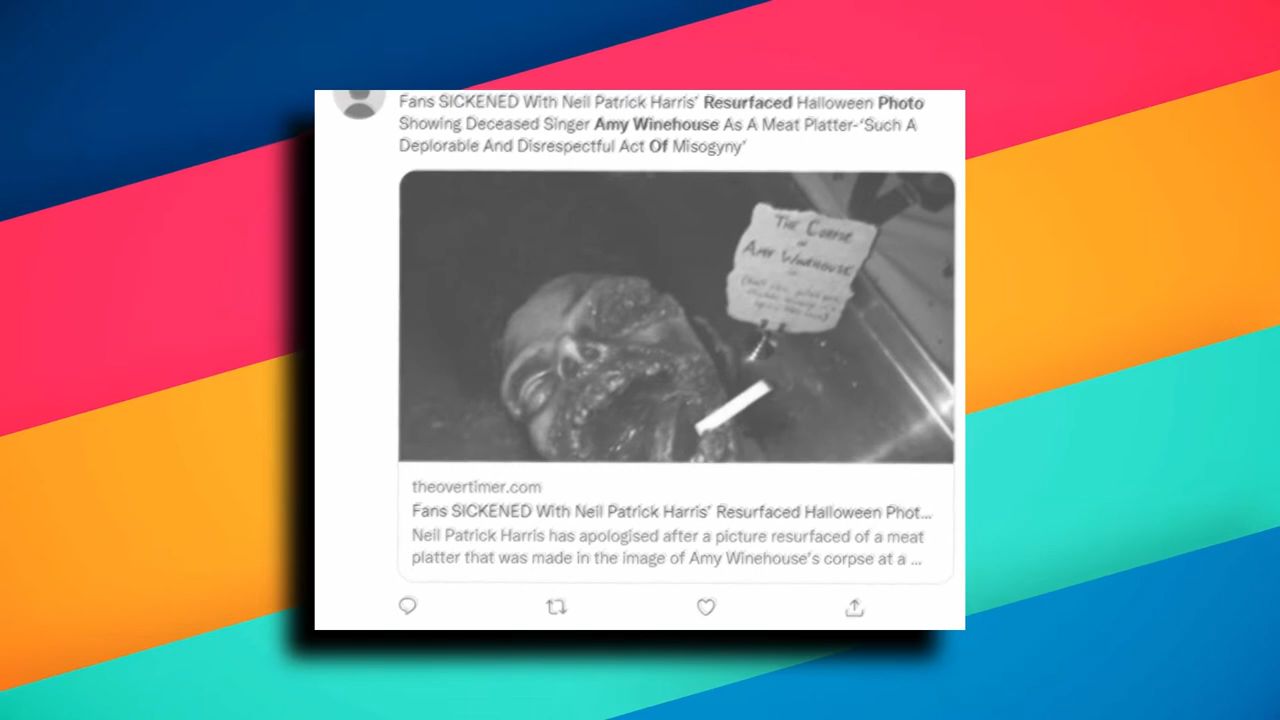 Fans SICKENED With Neil Patrick Harris' Resurfaced Halloween Photo
Showing Deceased Singer Amy Winehouse As A Meat Platter-'Such A
Deplorable And Disrespectful Act Of Misogyny'
THE CORPSE
OF
AMY WINEHOUSE
theovertimer.com
Fans SICKENED With Neil Patrick Harris' Resurfaced Halloween Phot...
Neil Patrick Harris has apologised after a picture resurfaced of a meat
platter that was made in the image of Amy Winehouse's corpse at a ...